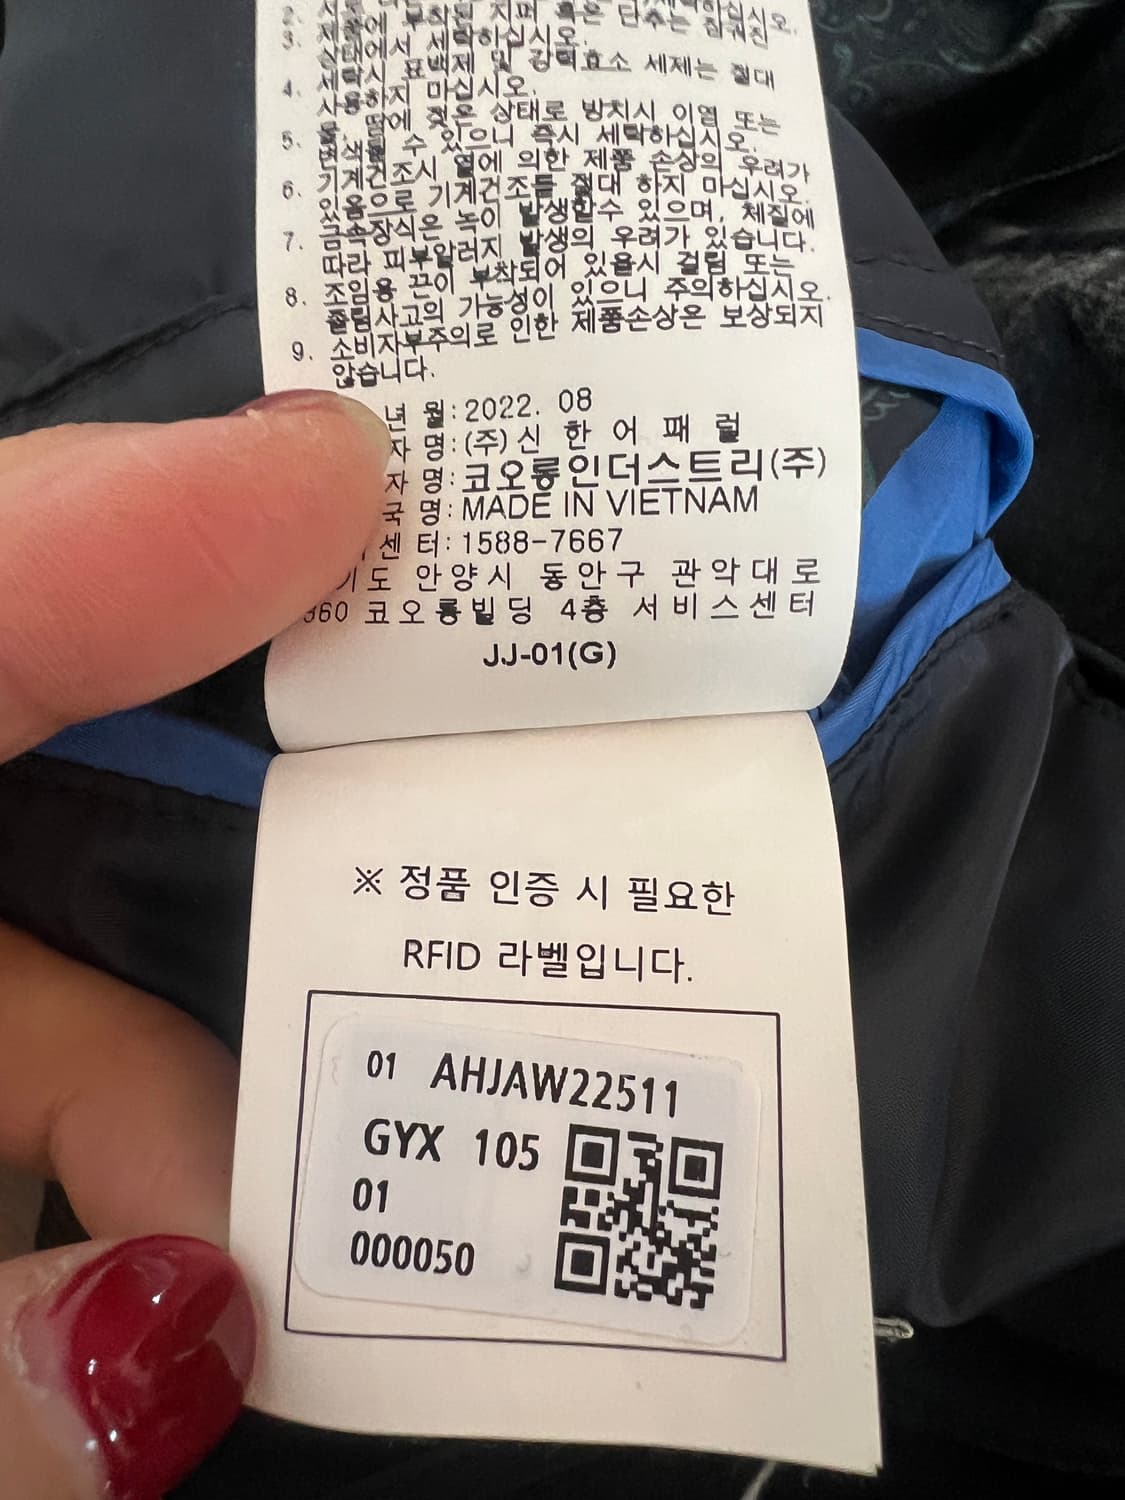 3. 제품에 부착된 지퍼 혹은 단추는 잠궈진
상태에서 세탁하십시오.
4. 세탁시 표백제 및 강력효소 세제는 절대
사용하지 마십시오.
5. 물, 땀에 젖은 상태로 방치시 이염 또는
변색될 수 있으니 즉시 세탁하십시오.
6. 기계건조시 열에 의한 제품 손상의 우려가
있음으로 기계건조를 절대 하지 마십시오.
7. 금속장식은 녹이 발생할수 있으며, 체질에
따라 피부알러지 발생의 우려가 있습니다.
8. 조임용 끈이 부착되어 있을시 걸림 또는
졸림사고의 가능성이 있으니 주의하십시오.
9. 소비자부주의로 인한 제품손상은 보상되지
않습니다.
년 월:2022. 08
자 명:(주)신 한 어 패 럴
자 명:코오롱인더스트리(주)
국 명:MADE IN VIETNAM
센 터:1588-7667
기도 안양시 동안구 관악대로
360 코오롱빌딩 4층 서비스센터
JJ-01(G)
※ 정품 인증 시 필요한
RFID 라벨입니다.
01 AHJAW22511
GYX 105
01
000050